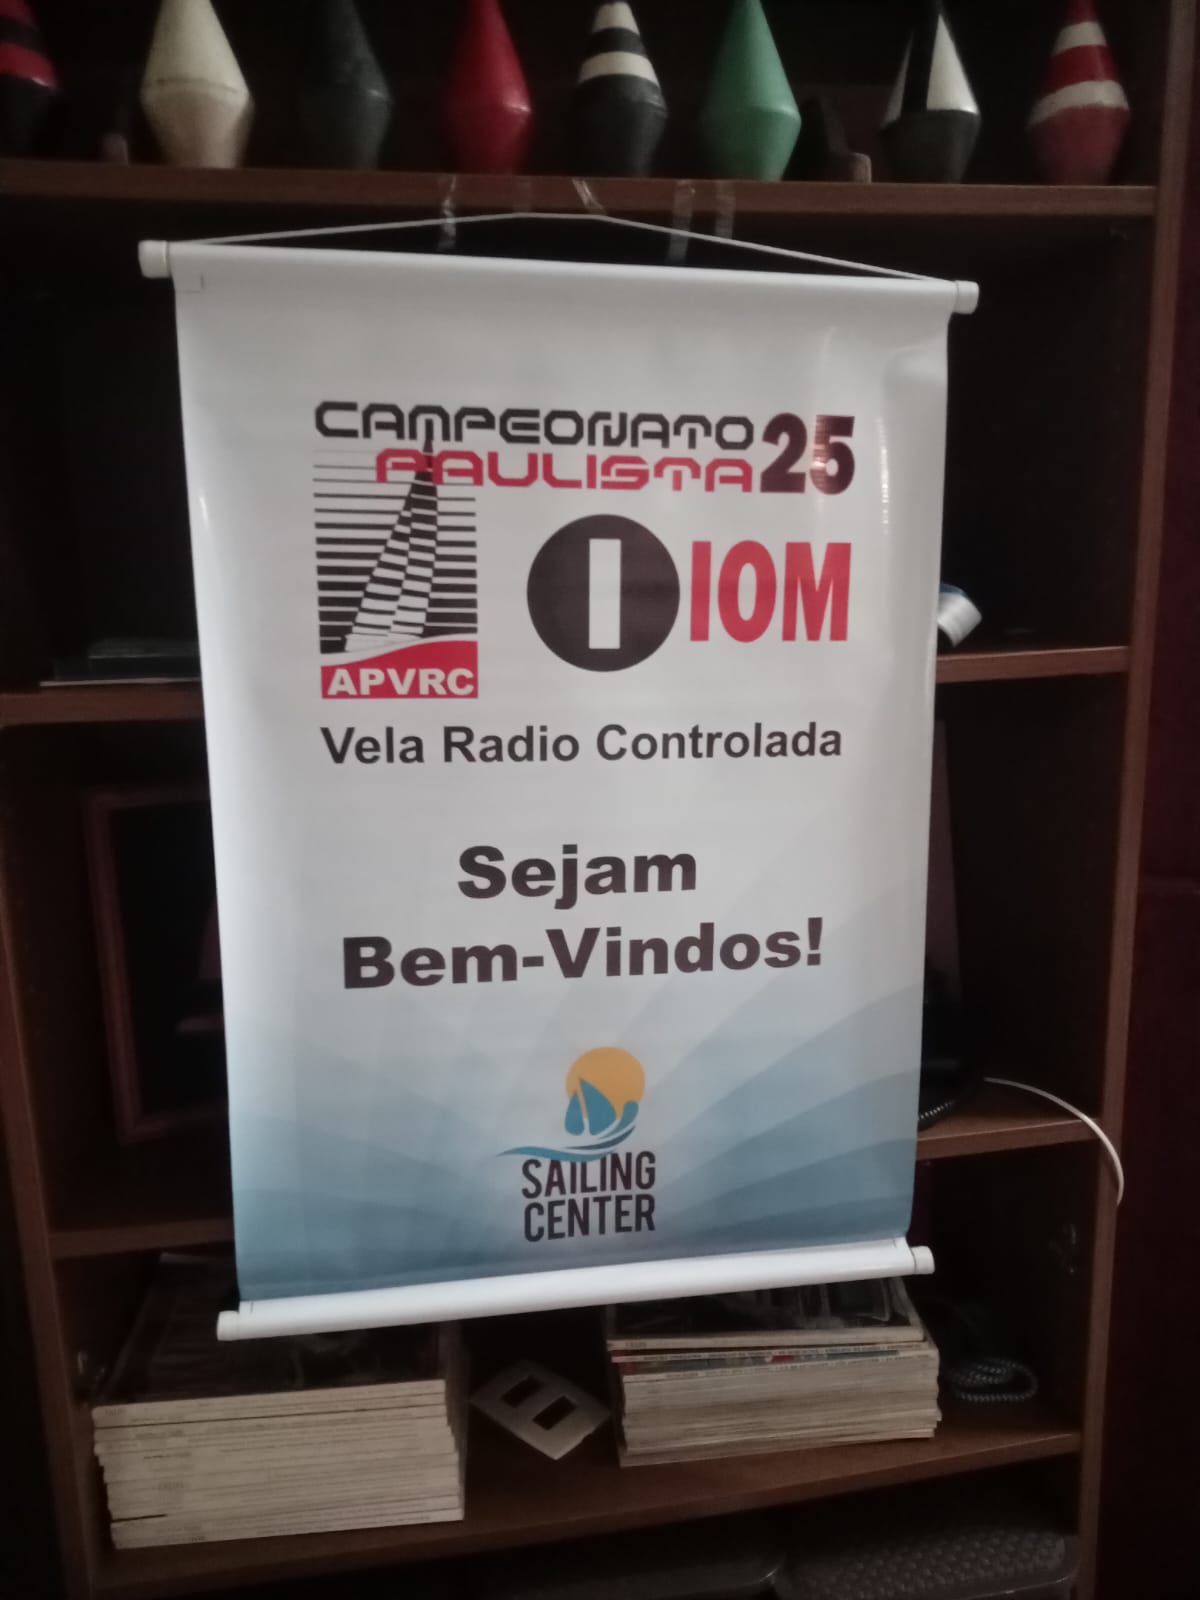 CAMPEONATO
PAULISTA 25
IOM
APVRC
Vela Radio Controlada
Sejam
Bem-Vindos!
SAILING
CENTER